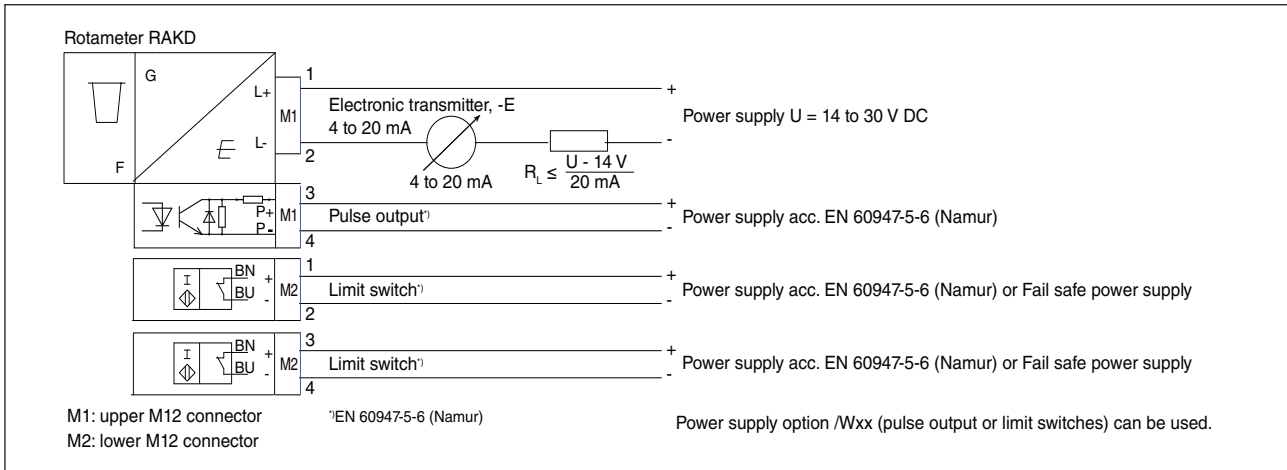 Rotameter RAKD
G
F
L+
L-
M1
1
2
Electronic transmitter, -E
4 to 20 mA
4 to 20 mA
R_L ≤ U - 14 V / 20 mA
+
-
Power supply U = 14 to 30 V DC
P+
P-
M1
3
4
Pulse output*)
+
-
Power supply acc. EN 60947-5-6 (Namur)
I
BN +
BU -
M2
1
2
Limit switch*)
+
-
Power supply acc. EN 60947-5-6 (Namur) or Fail safe power supply
I
BN +
BU -
M2
3
4
Limit switch*)
+
-
Power supply acc. EN 60947-5-6 (Namur) or Fail safe power supply
M1: upper M12 connector
M2: lower M12 connector
*)EN 60947-5-6 (Namur)
Power supply option /Wxx (pulse output or limit switches) can be used.